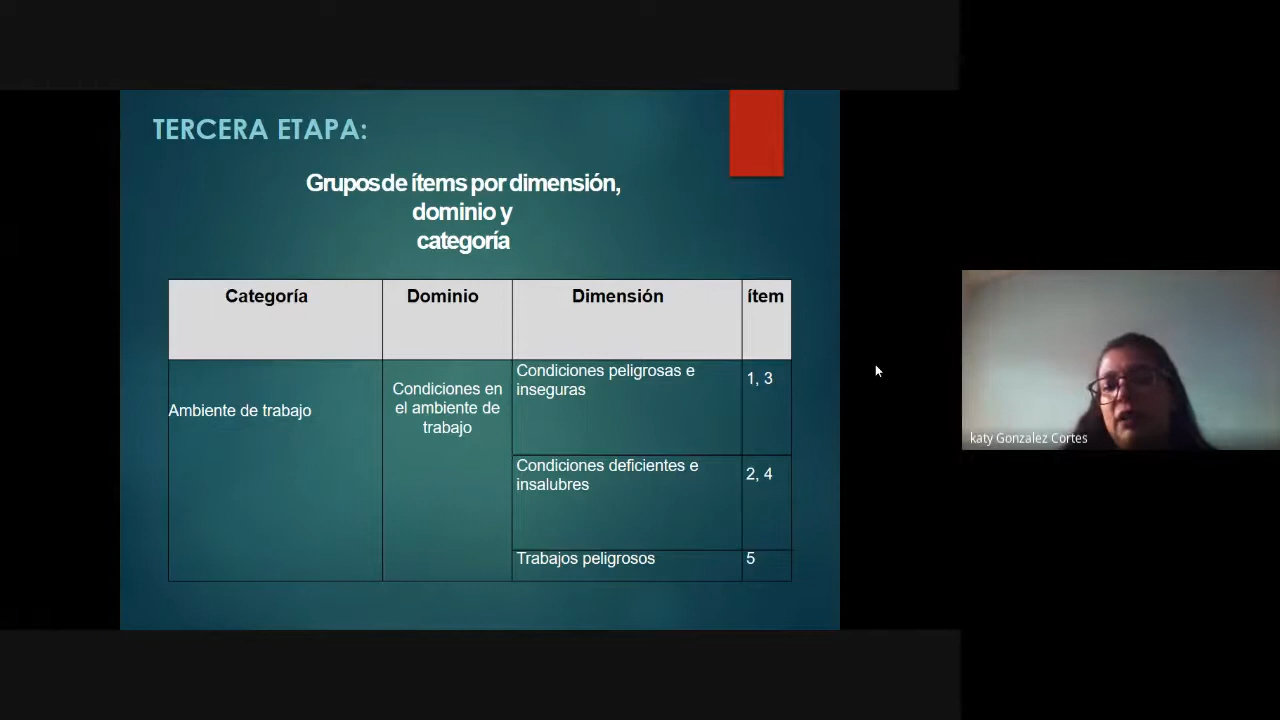 TERCERA ETAPA:
Grupos de ítems por dimensión,
dominio y
categoría
Categoría
Dominio
Dimensión
ítem
Ambiente de trabajo
Condiciones en
el ambiente de
trabajo
Condiciones peligrosas e
inseguras
1, 3
Condiciones deficientes e
insalubres
2, 4
Trabajos peligrosos
5
katy Gonzalez Cortes